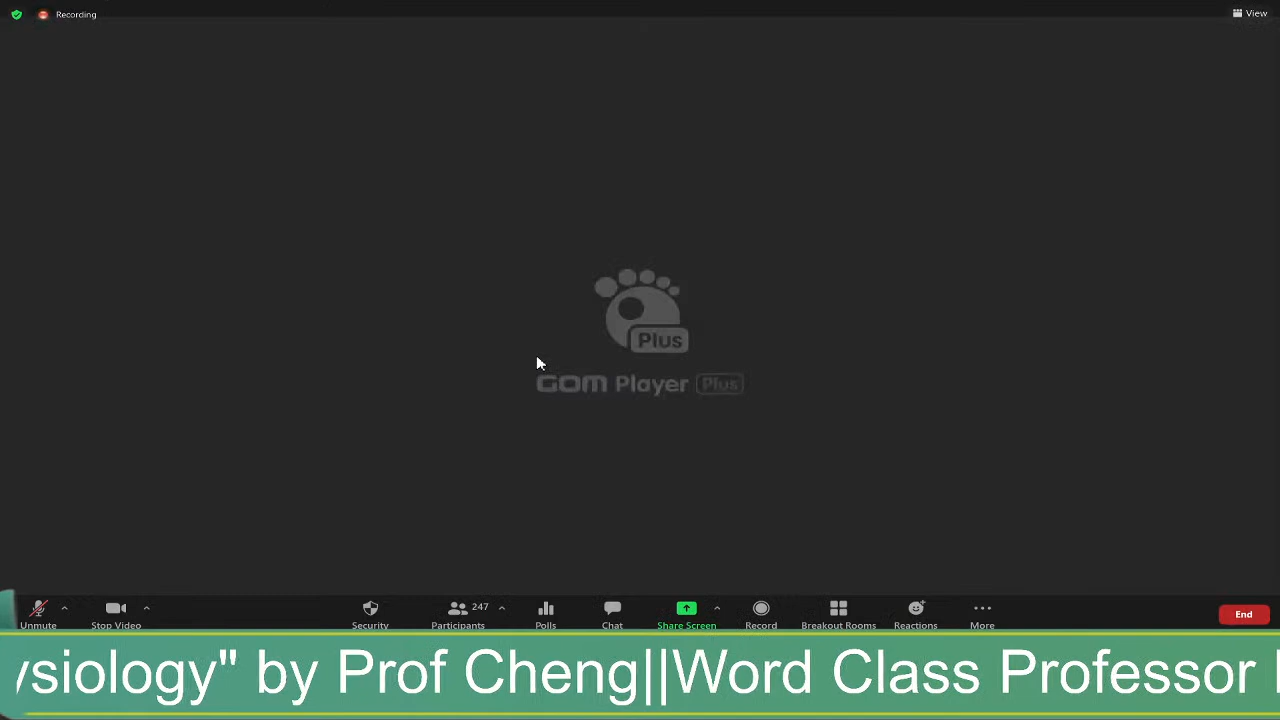 Recording
View
Plus
GOM Player Plus
247
Unmute
Stop Video
Security
Participants
Polls
Chat
Share Screen
Record
Breakout Rooms
Reactions
More
End
ysiology" by Prof Cheng||Word Class Professor